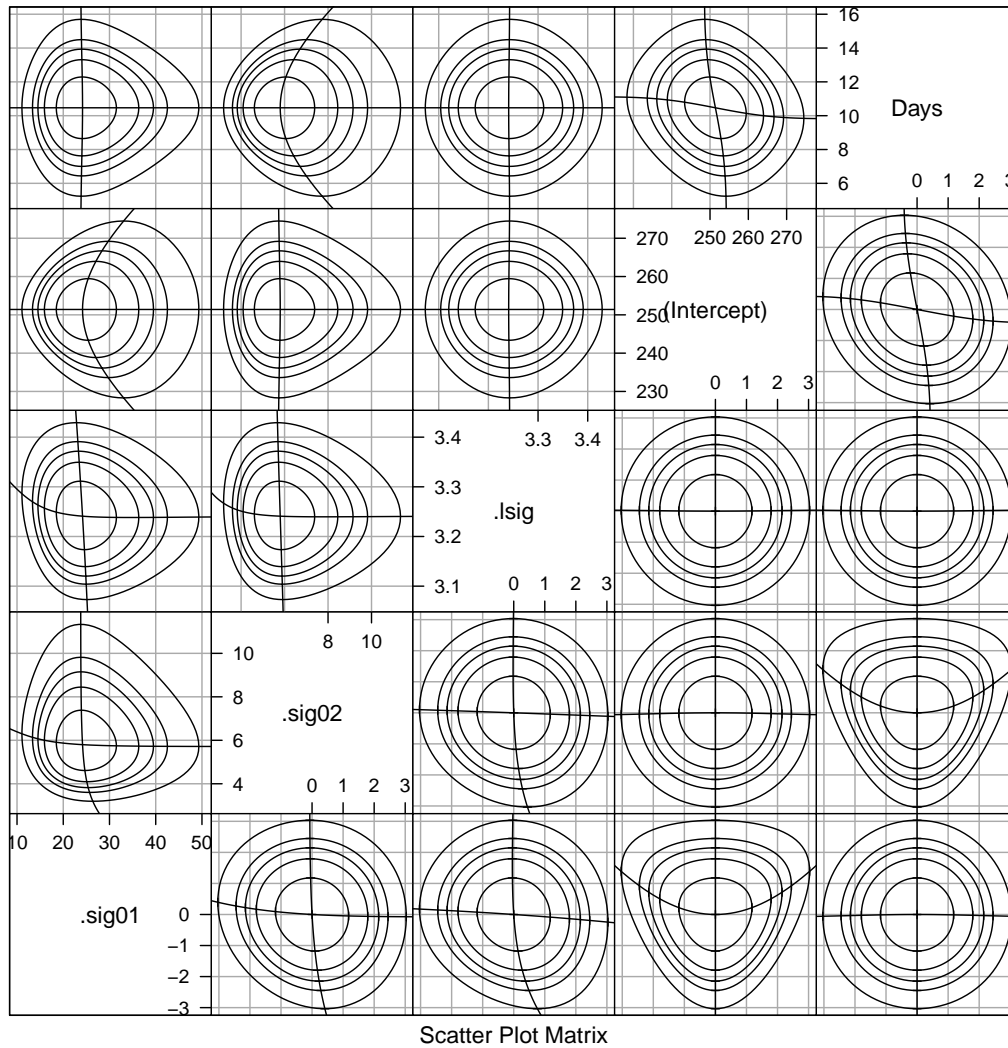 16
14
12
10
8
6
Days
0 1 2 3
270
260
250
240
230
250 260 270
(Intercept)
0 1 2 3
3.4
3.3
3.2
3.1
3.3 3.4
.lsig
0 1 2 3
10
8
6
4
8 10
.sig02
0 1 2 3
10 20 30 40 50
.sig01
0
−1
−2
−3
Scatter Plot Matrix